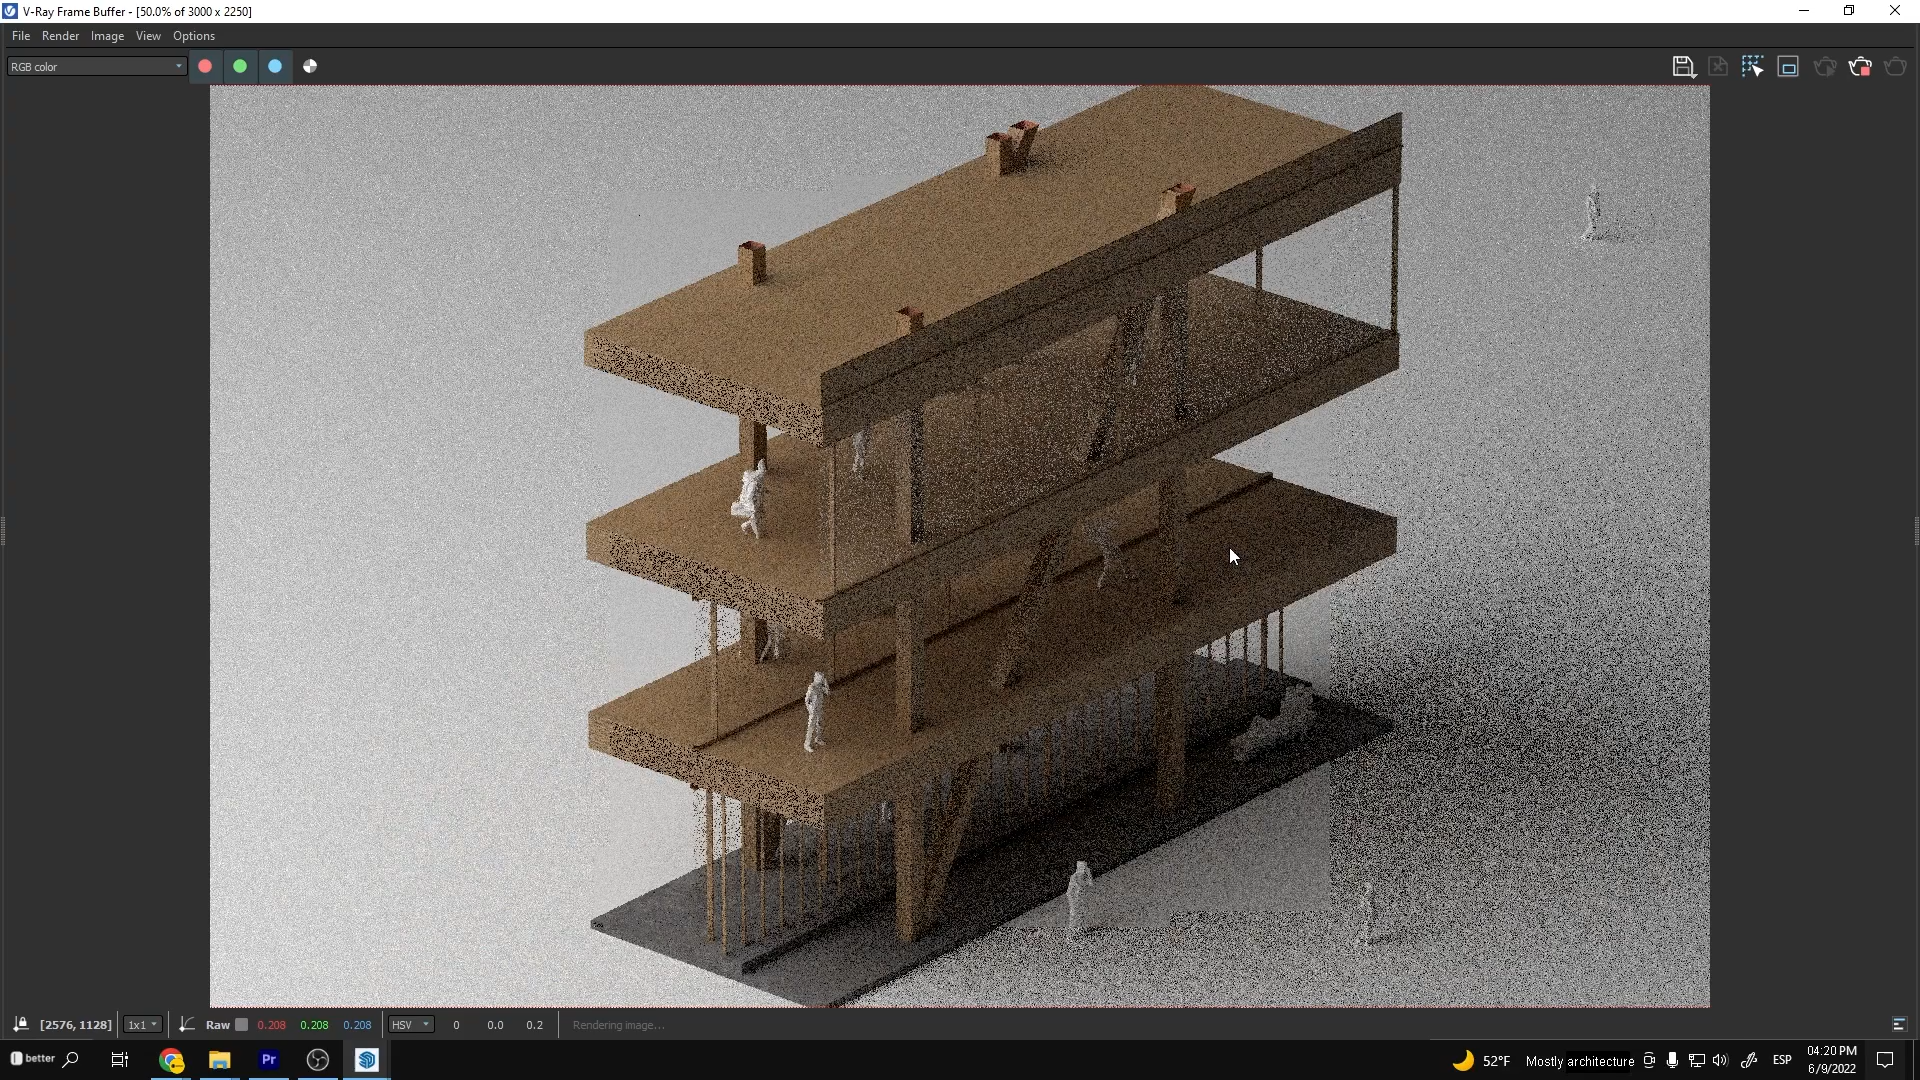 V-Ray Frame Buffer - [50.0% of 3000 x 2250]
File Render Image View Options
RGB color
[2576, 1128] 1x1 Raw 0.208 0.208 0.208 HSV 0 0.0 0.2 Rendering image...
better Pr 52°F Mostly architecture ESP 04:20 PM
6/9/2022